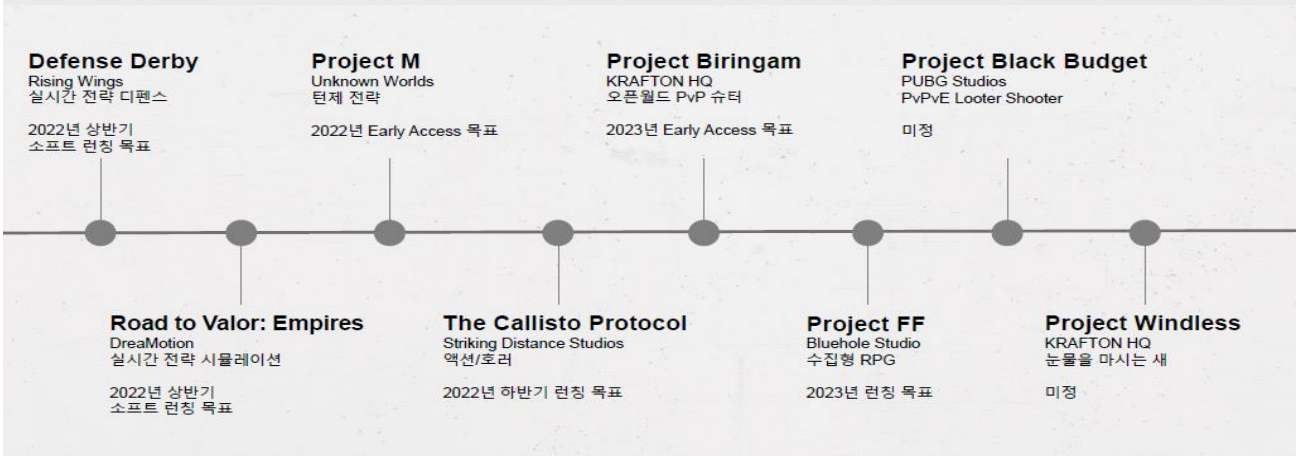 Defense Derby
Rising Wings
실시간 전략 디펜스
2022년 상반기
소프트 런칭 목표
Project M
Unknown Worlds
턴제 전략
2022년 Early Access 목표
Project Biringam
KRAFTON HQ
오픈월드 PvP 슈터
2023년 Early Access 목표
Project Black Budget
PUBG Studios
PvPvE Looter Shooter
미정
Road to Valor: Empires
DreaMotion
실시간 전략 시뮬레이션
2022년 상반기
소프트 런칭 목표
The Callisto Protocol
Striking Distance Studios
액션/호러
2022년 하반기 런칭 목표
Project FF
Bluehole Studio
수집형 RPG
2023년 런칭 목표
Project Windless
KRAFTON HQ
눈물을 마시는 새
미정